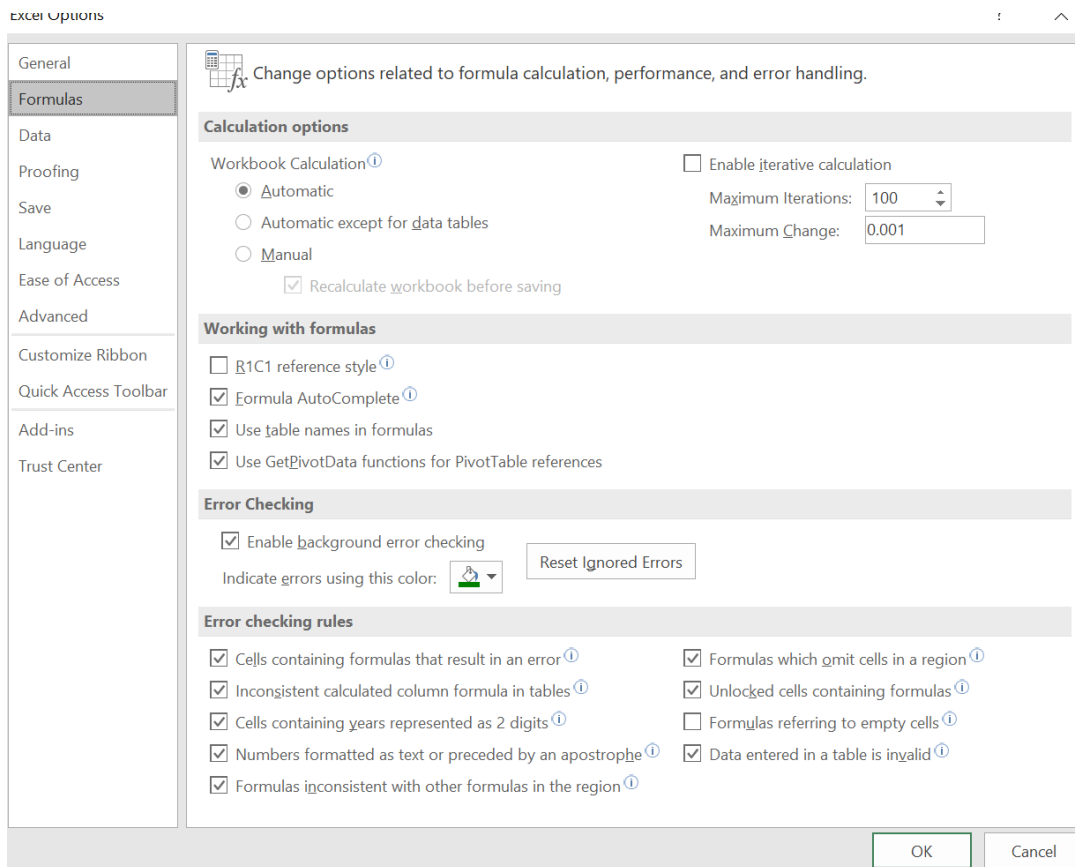 Excel Options
?
General
Formulas
Data
Proofing
Save
Language
Ease of Access
Advanced
Customize Ribbon
Quick Access Toolbar
Add-ins
Trust Center
fx Change options related to formula calculation, performance, and error handling.
Calculation options
Workbook Calculation
Automatic
Automatic except for data tables
Manual
Recalculate workbook before saving
Enable iterative calculation
Maximum Iterations: 100
Maximum Change: 0.001
Working with formulas
R1C1 reference style
Formula AutoComplete
Use table names in formulas
Use GetPivotData functions for PivotTable references
Error Checking
Enable background error checking
Indicate errors using this color:
Reset Ignored Errors
Error checking rules
Cells containing formulas that result in an error
Inconsistent calculated column formula in tables
Cells containing years represented as 2 digits
Numbers formatted as text or preceded by an apostrophe
Formulas inconsistent with other formulas in the region
Formulas which omit cells in a region
Unlocked cells containing formulas
Formulas referring to empty cells
Data entered in a table is invalid
OK
Cancel